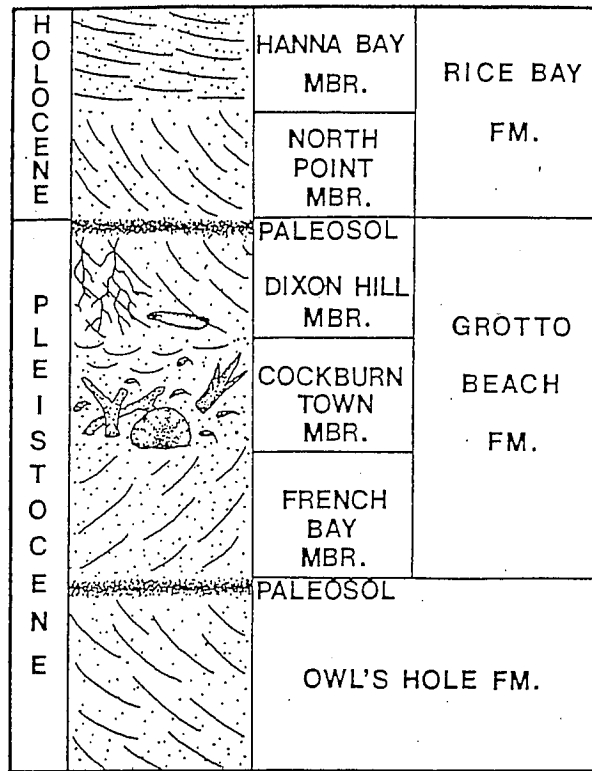 HOLOCENE
HANNA BAY
MBR.
RICE BAY
FM.
NORTH
POINT
MBR.
PLEISTOCENE
PALEOSOL
DIXON HILL
MBR.
GROTTO
BEACH
FM.
COCKBURN
TOWN
MBR.
FRENCH
BAY
MBR.
PALEOSOL
OWL'S HOLE FM.